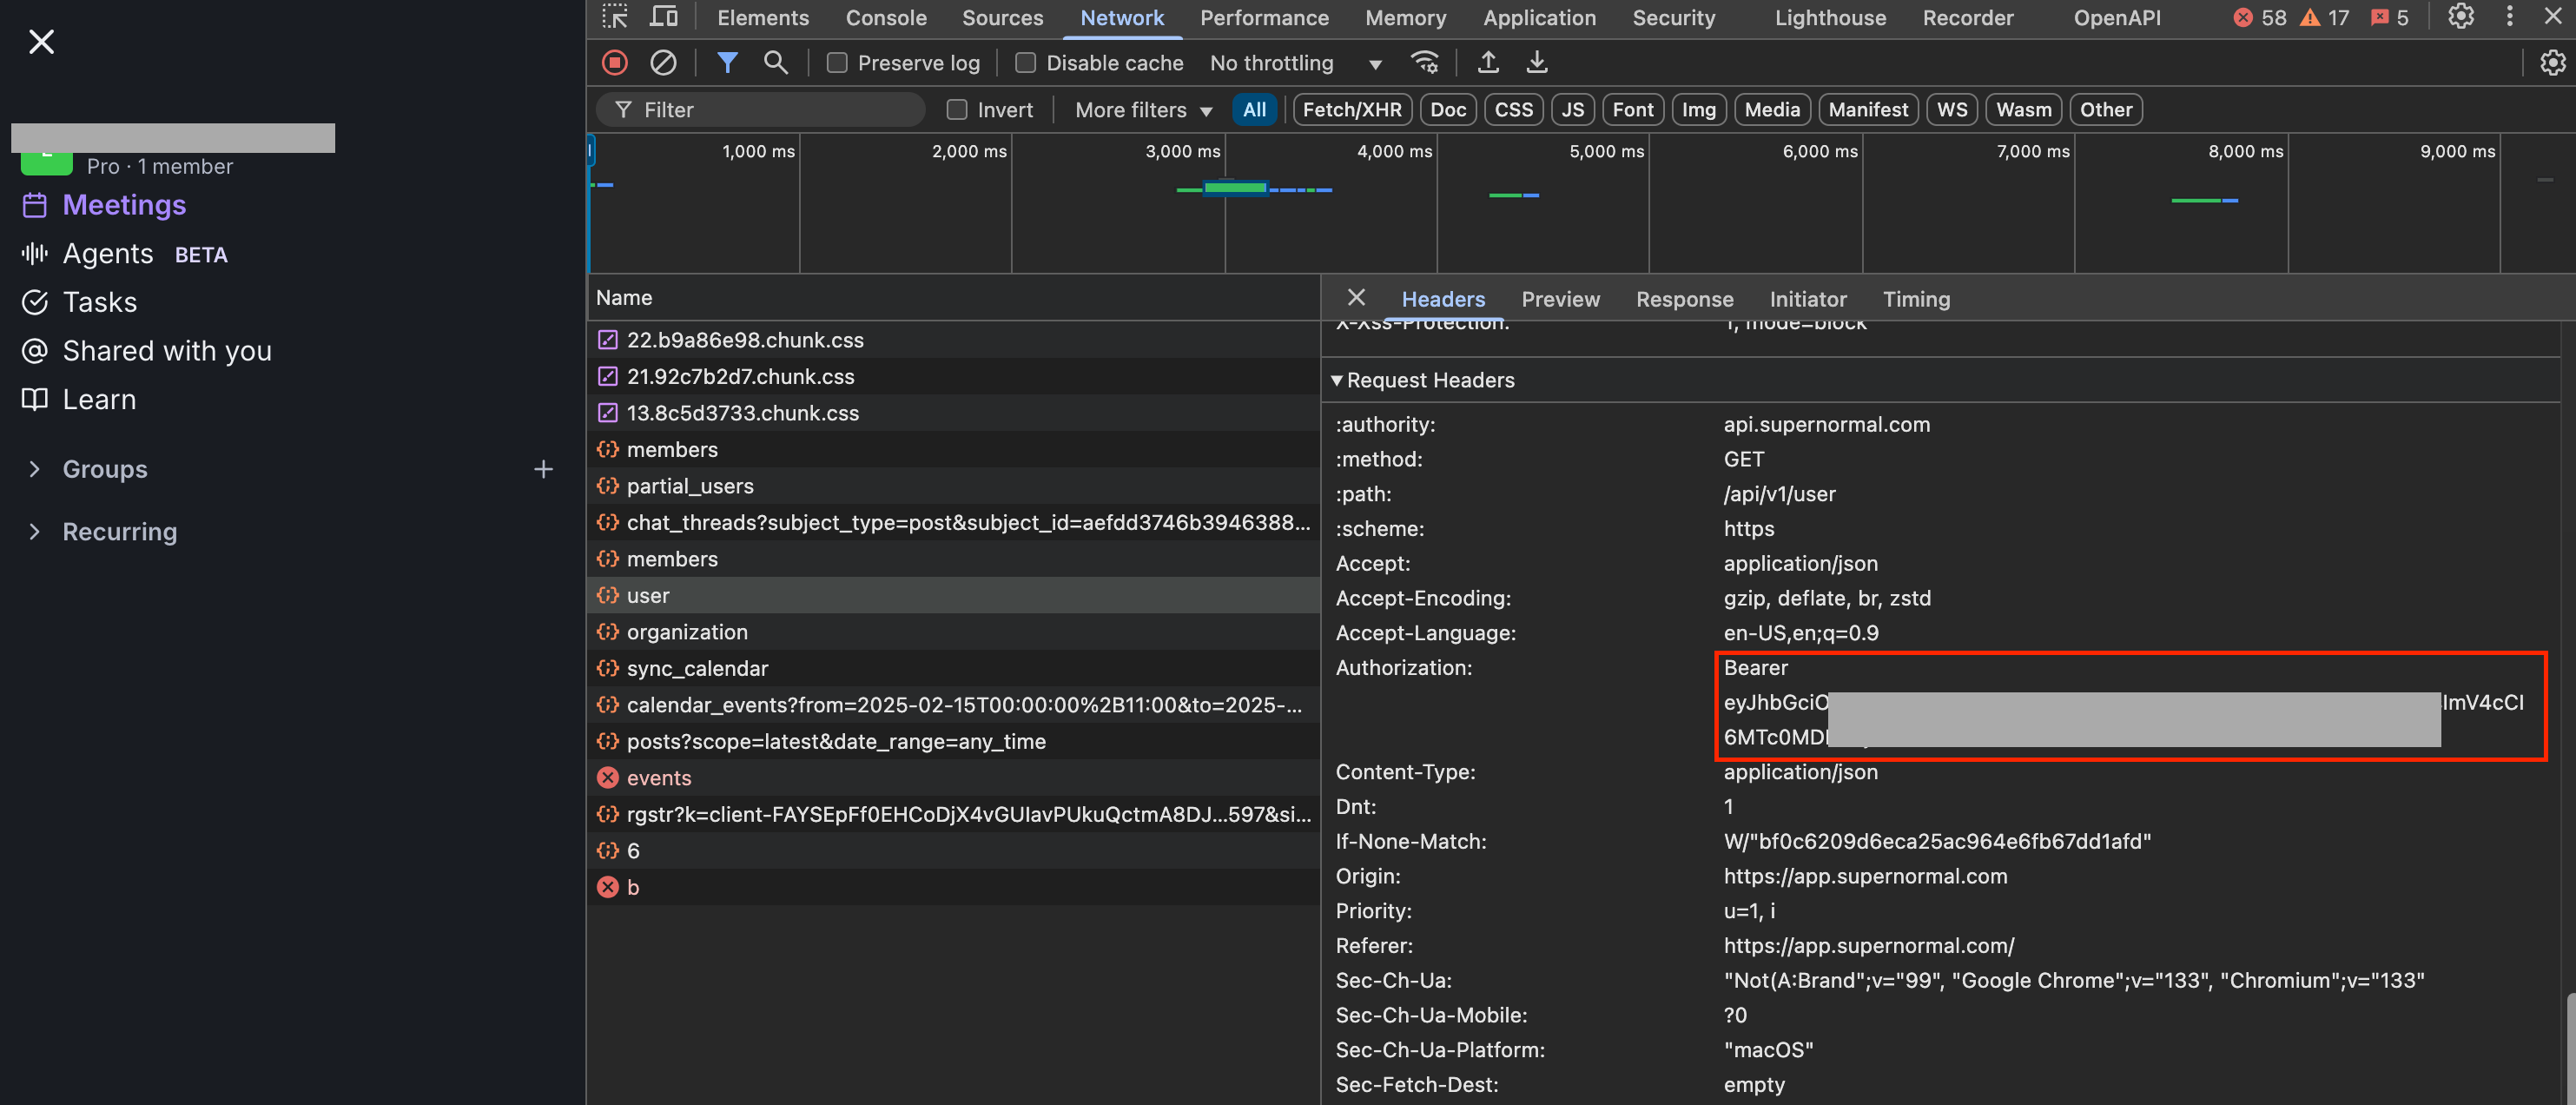 Elements Console Sources Network Performance Memory Application Security Lighthouse Recorder OpenAPI 58 17 5
Preserve log Disable cache No throttling
Filter Invert More filters All Fetch/XHR Doc CSS JS Font Img Media Manifest WS Wasm Other
1,000 ms 2,000 ms 3,000 ms 4,000 ms 5,000 ms 6,000 ms 7,000 ms 8,000 ms 9,000 ms
Pro · 1 member
Meetings
Agents BETA
Tasks
Shared with you
Learn
Groups
Recurring
Name
22.b9a86e98.chunk.css
21.92c7b2d7.chunk.css
13.8c5d3733.chunk.css
members
partial_users
chat_threads?subject_type=post&subject_id=aefdd3746b3946388...
members
user
organization
sync_calendar
calendar_events?from=2025-02-15T00:00:00%2B11:00&to=2025-...
posts?scope=latest&date_range=any_time
events
rgstr?k=client-FAYSEpFf0EHCoDjX4vGUIavPUkuQctmA8DJ...597&si...
6
b
Headers Preview Response Initiator Timing
X-Xss-Protection: 1; mode=block
Request Headers
:authority: api.supernormal.com
:method: GET
:path: /api/v1/user
:scheme: https
Accept: application/json
Accept-Encoding: gzip, deflate, br, zstd
Accept-Language: en-US,en;q=0.9
Authorization: Bearer
eyJhbGciO ImV4cCI
6MTc0MD
Content-Type: application/json
Dnt: 1
If-None-Match: W/"bf0c6209d6eca25ac964e6fb67dd1afd"
Origin: https://app.supernormal.com
Priority: u=1, i
Referer: https://app.supernormal.com/
Sec-Ch-Ua: "Not(A:Brand";v="99", "Google Chrome";v="133", "Chromium";v="133"
Sec-Ch-Ua-Mobile: ?0
Sec-Ch-Ua-Platform: "macOS"
Sec-Fetch-Dest: empty